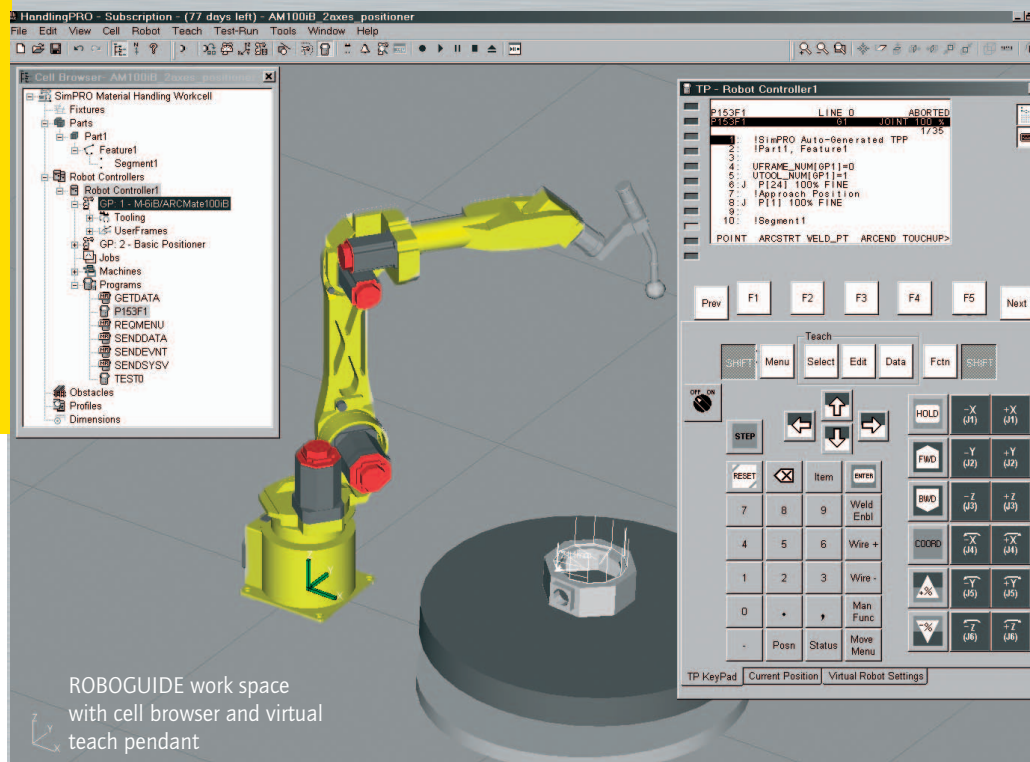 HandlingPRO - Subscription - (77 days left) - AM100iB_2axes_positioner
File Edit View Cell Robot Teach Test-Run Tools Window Help
Cell Browser- AM100iB_2axes_positioner
SimPRO Material Handling Workcell
Fixtures
Parts
Part1
Feature1
Segment1
Robot Controllers
Robot Controller1
GP: 1 - M-6iB/ARCMate100iB
Tooling
UserFrames
GP: 2 - Basic Positioner
Jobs
Machines
Programs
GETDATA
P153F1
REQMENU
SENDDATA
SENDEVNT
SENDSYSV
TEST0
Obstacles
Profiles
Dimensions
TP - Robot Controller1
P153F1 LINE 0 ABORTED
P153F1 G1 JOINT 100 %
1/35
1: !SimPRO Auto-Generated TPP
2: !Part1, Feature1
3:
4: UFRAME_NUM[GP1]=0
5: UTOOL_NUM[GP1]=1
6:J P[24] 100% FINE
7: !Approach Position
8:J P[1] 100% FINE
9:
10: !Segment1
POINT ARCSTRT WELD_PT ARCEND TOUCHUP>
Prev F1 F2 F3 F4 F5 Next
Teach
SHIFT Menu Select Edit Data Fctn SHIFT
OFF ON
STEP
HOLD -X (J1) +X (J1)
FWD -Y (J2) +Y (J2)
BWD -Z (J3) +Z (J3)
COORD -X (J4) +X (J4)
+% -Y (J5) +Y (J5)
-% -Z (J6) +Z (J6)
RESET Item ENTER
7 8 9 Weld Enbl
4 5 6 Wire +
1 2 3 Wire -
0 . , Man Func
- Posn Status Move Menu
TP KeyPad Current Position Virtual Robot Settings
Z Y X
ROBOGUIDE work space
with cell browser and virtual
teach pendant